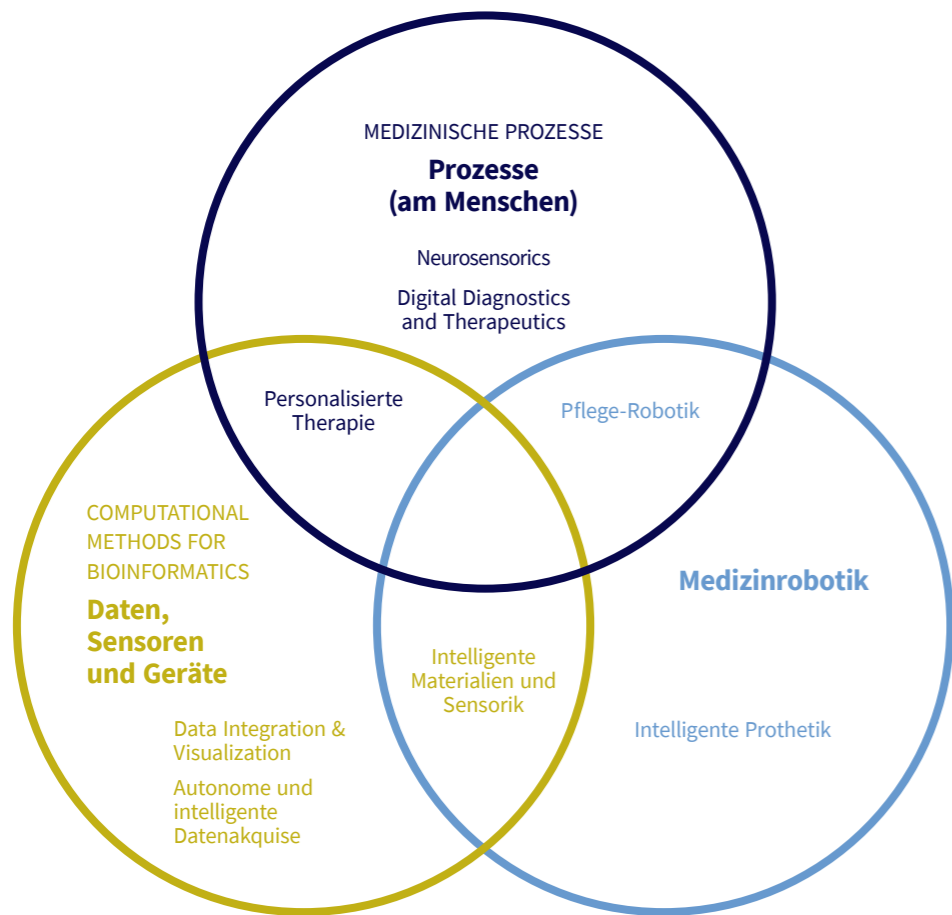 MEDIZINISCHE PROZESSE
Prozesse
(am Menschen)
Neurosensorics
Digital Diagnostics
and Therapeutics
Personalisierte
Therapie
Pflege-Robotik
COMPUTATIONAL
METHODS FOR
BIOINFORMATICS
Daten,
Sensoren
und Geräte
Data Integration &
Visualization
Autonome und
intelligente
Datenakquise
Intelligente
Materialien und
Sensorik
Medizinrobotik
Intelligente Prothetik